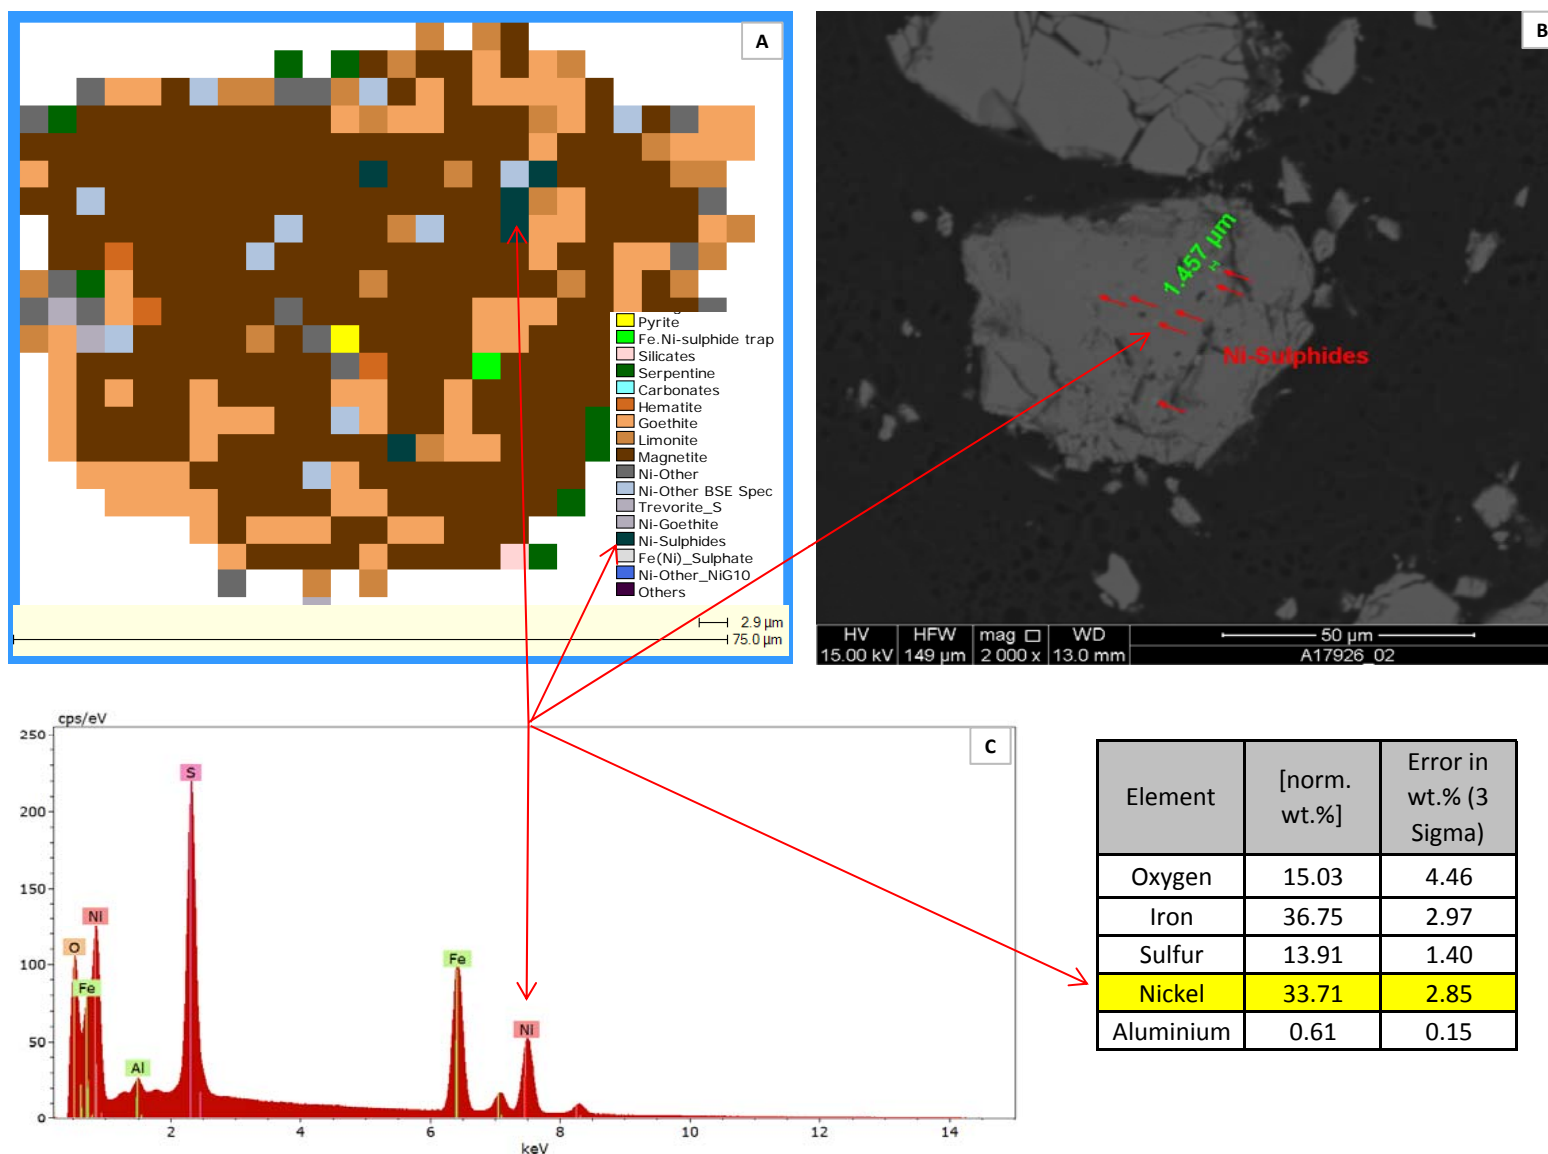 A
Pyrite
Fe.Ni-sulphide trap
Silicates
Serpentine
Carbonates
Hematite
Goethite
Limonite
Magnetite
Ni-Other
Ni-Other BSE Spec
Trevorite_S
Ni-Goethite
Ni-Sulphides
Fe(Ni)_Sulphate
Ni-Other_NiG10
Others
2.9 µm
75.0 µm
B
1.457 µm
Ni-Sulphides
HV HFW mag WD 50 µm
15.00 kV 149 µm 2 000 x 13.0 mm A17926_02
cps/eV
C
250
200
150
100
50
0
S
Ni
O
Fe
Al
Fe
Ni
2 4 6 8 10 12 14
keV
Element [norm. wt.%] Error in wt.% (3 Sigma)
Oxygen 15.03 4.46
Iron 36.75 2.97
Sulfur 13.91 1.40
Nickel 33.71 2.85
Aluminium 0.61 0.15